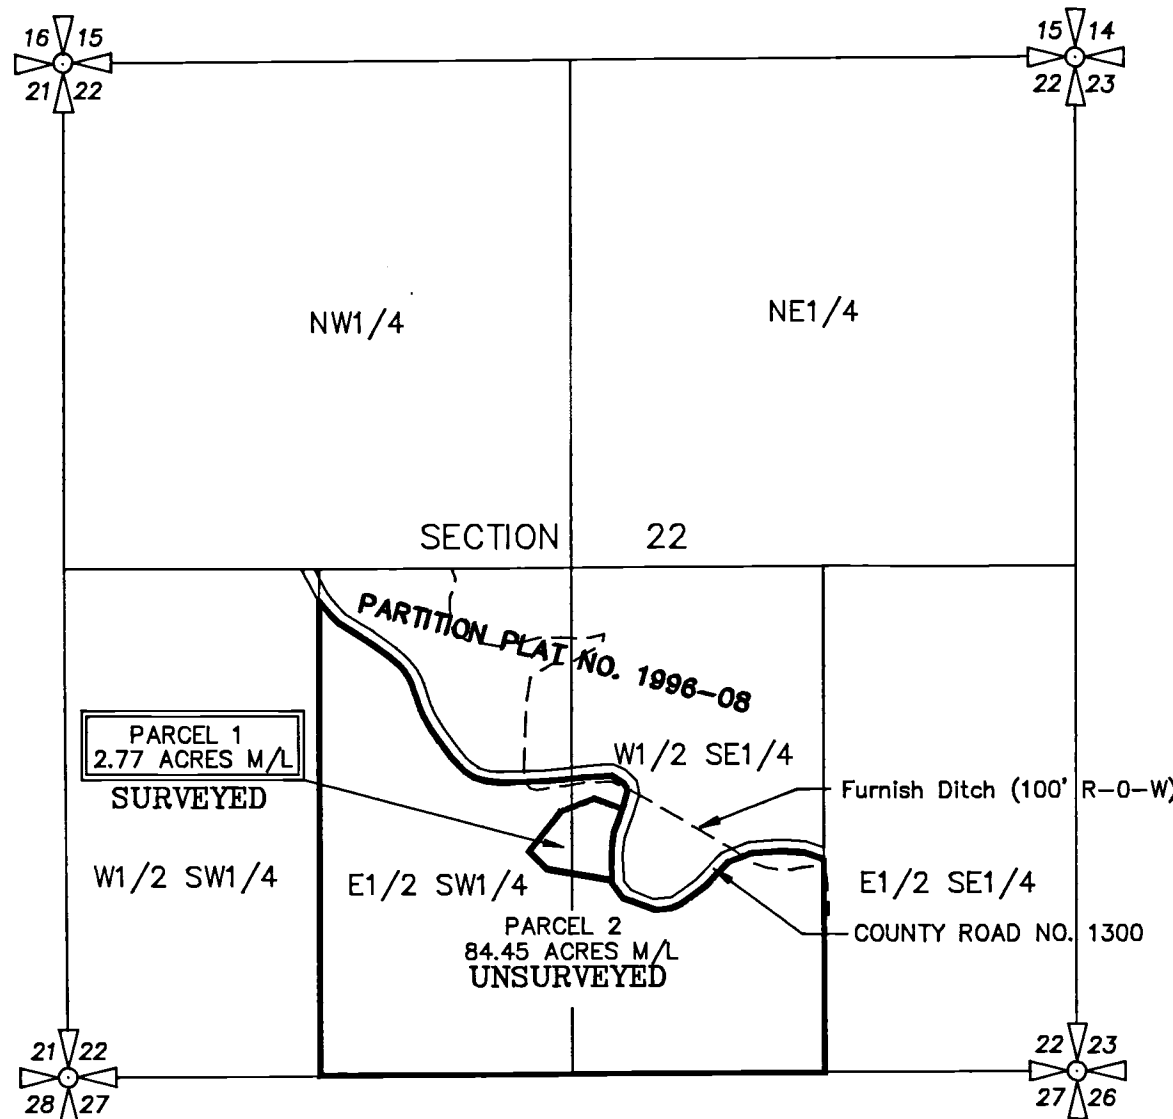 16 15
21 22
15 14
22 23
NW1/4
NE1/4
SECTION 22
PARTITION PLAT NO. 1996-08
PARCEL 1
2.77 ACRES M/L
SURVEYED
W1/2 SE1/4
Furnish Ditch (100' R-O-W)
W1/2 SW1/4
E1/2 SW1/4
E1/2 SE1/4
PARCEL 2
84.45 ACRES M/L
UNSURVEYED
COUNTY ROAD NO. 1300
21 22
28 27
22 23
27 26